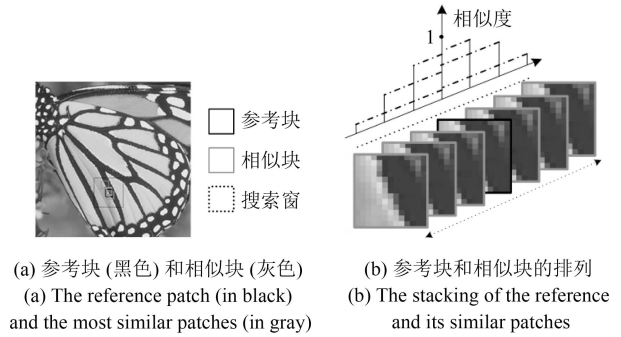 相似度
1
参考块
相似块
搜索窗
(a) 参考块 (黑色) 和相似块 (灰色)
(a) The reference patch (in black)
and the most similar patches (in gray)
(b) 参考块和相似块的排列
(b) The stacking of the reference
and its similar patches